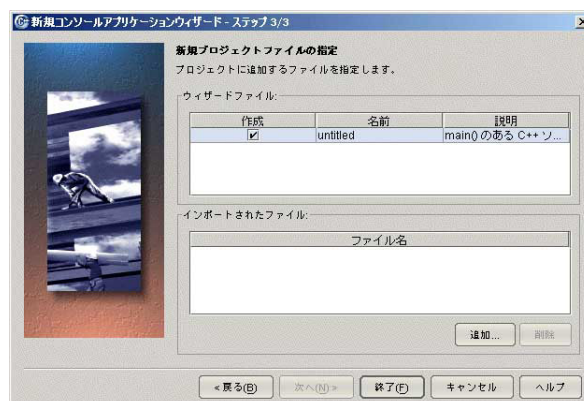 新規コンソールアプリケーションウィザード - ステップ 3/3
新規プロジェクトファイルの指定
プロジェクトに追加するファイルを指定します。
ウィザードファイル:
作成 名前 説明
untitled main() のある C++ ソ...
インポートされたファイル:
ファイル名
追加... 削除
«戻る(B) 次へ(N)» 終了(F) キャンセル ヘルプ